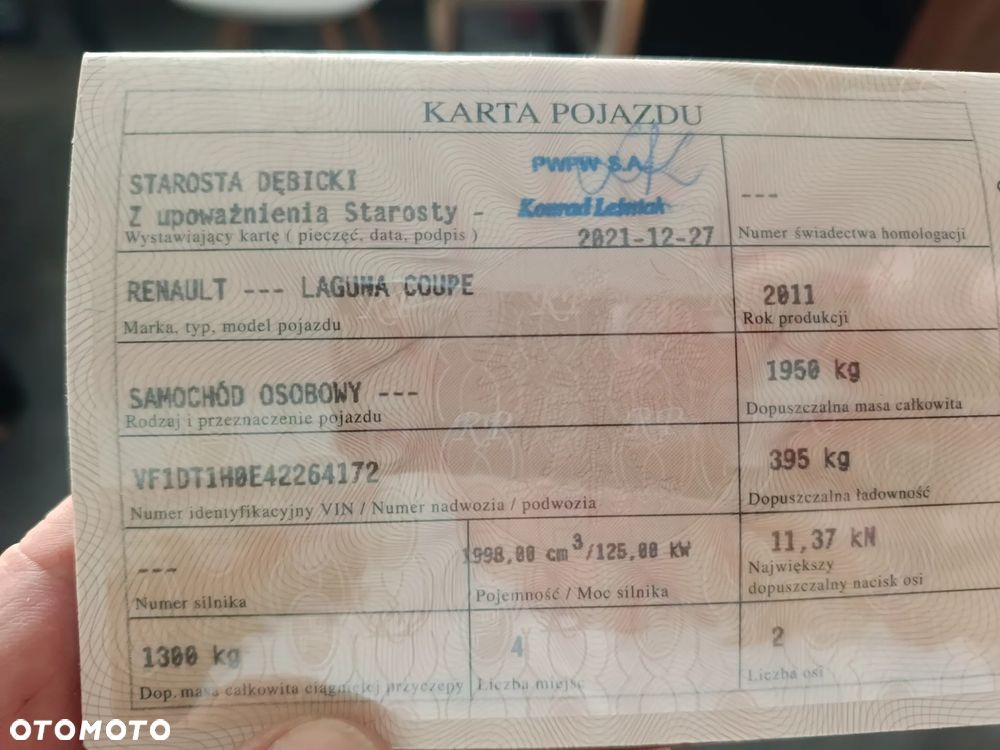 KARTA POJAZDU
STAROSTA DĘBICKI
Z upoważnienia Starosty -
PWPW S.A.
Konrad Leśniak
2021-12-27
Wystawiający kartę ( pieczęć, data, podpis )
---
Numer świadectwa homologacji
RENAULT --- LAGUNA COUPE
Marka, typ, model pojazdu
2011
Rok produkcji
SAMOCHÓD OSOBOWY ---
Rodzaj i przeznaczenie pojazdu
1950 kg
Dopuszczalna masa całkowita
VF1DT1H0E42264172
Numer identyfikacyjny VIN / Numer nadwozia / podwozia
395 kg
Dopuszczalna ładowność
---
Numer silnika
1998,00 cm³/125,00 kW
Pojemność / Moc silnika
11,37 kN
Największy
dopuszczalny nacisk osi
1300 kg
Dop. masa całkowita ciągniętej przyczepy
4
Liczba miejsc
2
Liczba osi
OTOMOTO